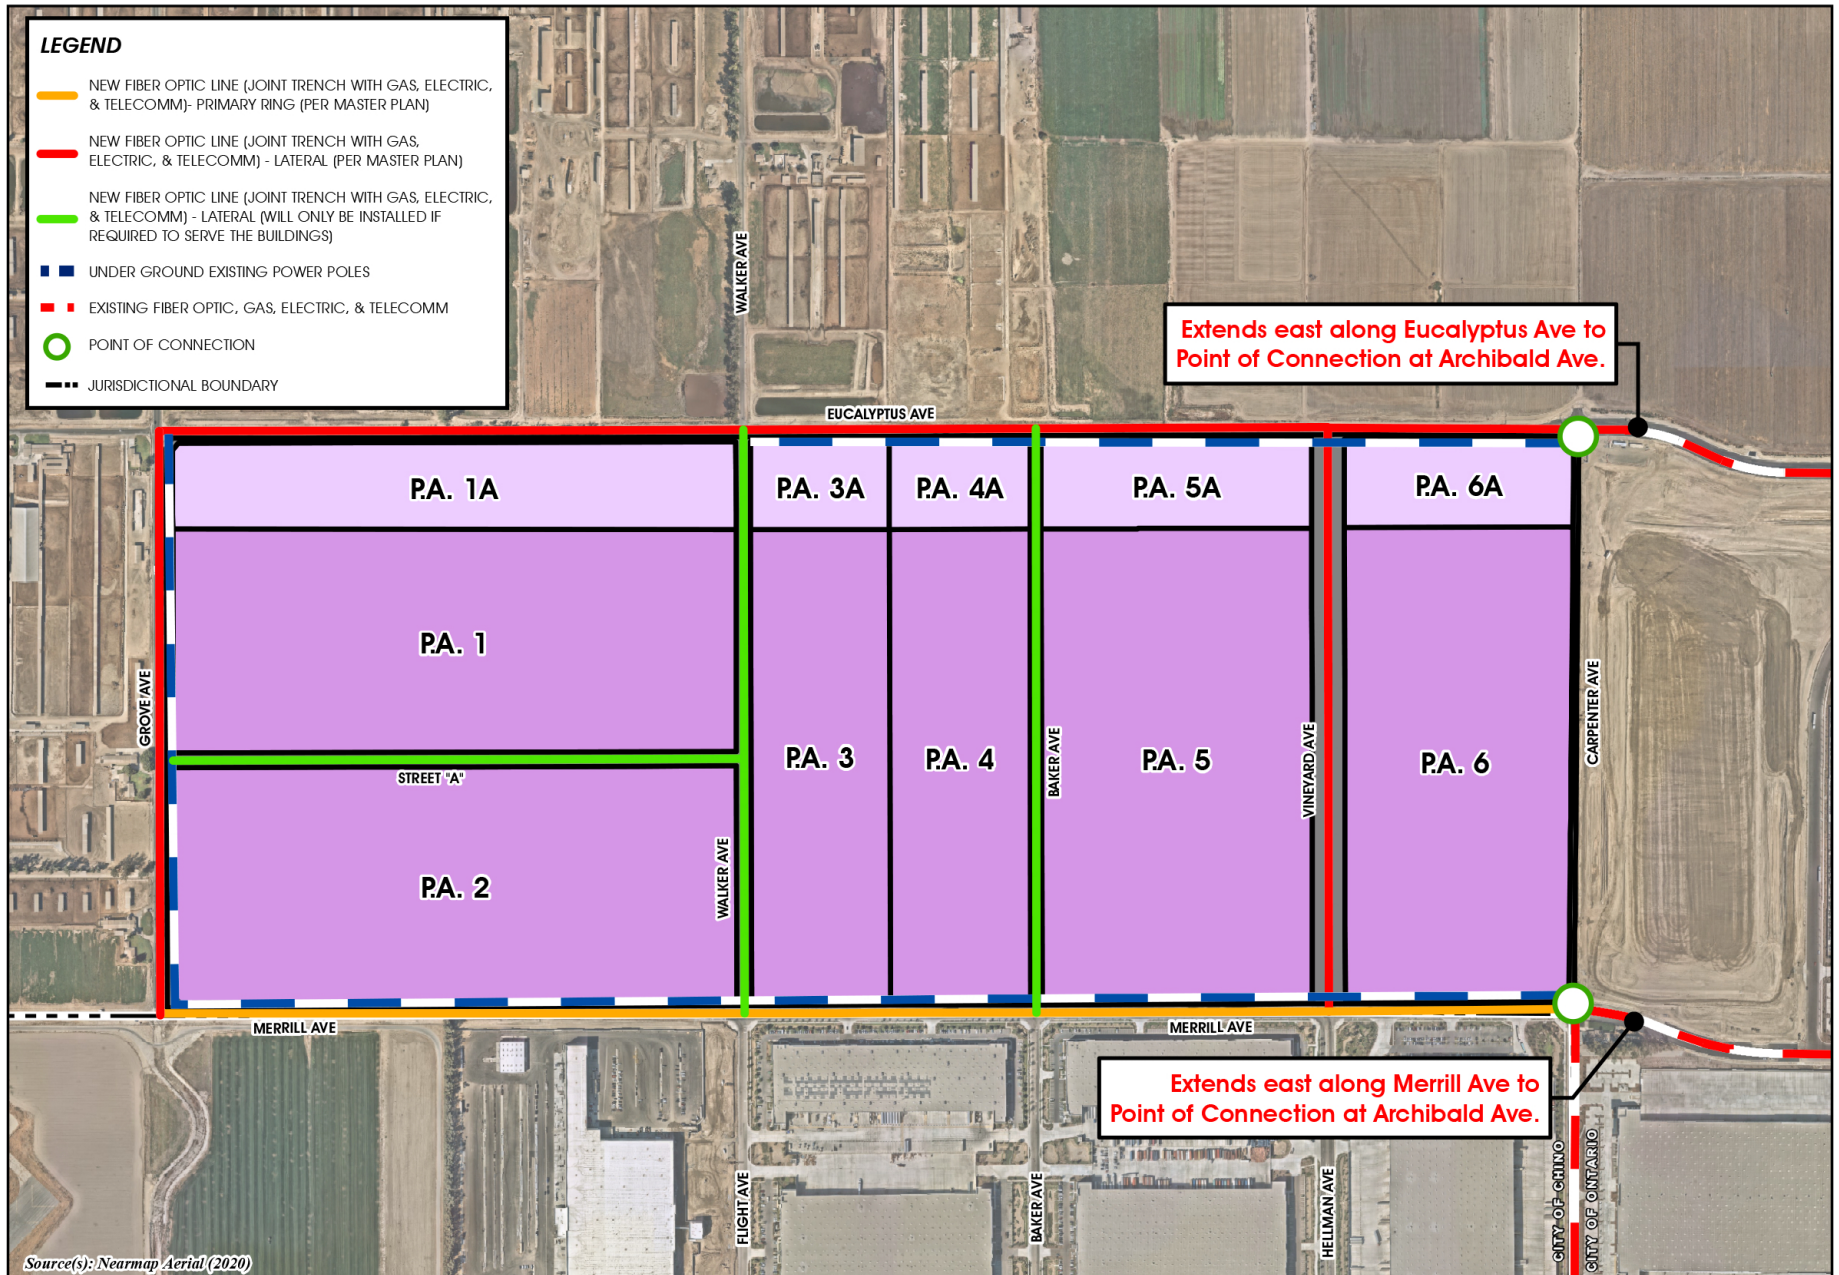 LEGEND
NEW FIBER OPTIC LINE (JOINT TRENCH WITH GAS, ELECTRIC,
& TELECOMM)- PRIMARY RING (PER MASTER PLAN)
NEW FIBER OPTIC LINE (JOINT TRENCH WITH GAS,
ELECTRIC, & TELECOMM) - LATERAL (PER MASTER PLAN)
NEW FIBER OPTIC LINE (JOINT TRENCH WITH GAS, ELECTRIC,
& TELECOMM) - LATERAL (WILL ONLY BE INSTALLED IF
REQUIRED TO SERVE THE BUILDINGS)
UNDER GROUND EXISTING POWER POLES
EXISTING FIBER OPTIC, GAS, ELECTRIC, & TELECOMM
POINT OF CONNECTION
JURISDICTIONAL BOUNDARY
WALKER AVE
Extends east along Eucalyptus Ave to
Point of Connection at Archibald Ave.
EUCALYPTUS AVE
P.A. 1A
P.A. 3A
P.A. 4A
P.A. 5A
P.A. 6A
P.A. 1
GROVE AVE
CARPENTER AVE
P.A. 3
P.A. 4
BAKER AVE
P.A. 5
VINEYARD AVE
P.A. 6
STREET "A"
P.A. 2
WALKER AVE
MERRILL AVE
MERRILL AVE
Extends east along Merrill Ave to
Point of Connection at Archibald Ave.
FLIGHT AVE
BAKER AVE
HELLMAN AVE
CITY OF CHINO
CITY OF ONTARIO
Source(s): Nearmap Aerial (2020)